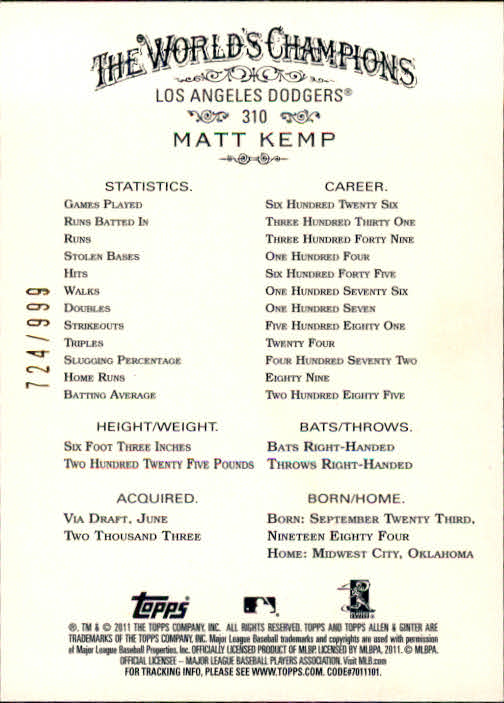 THE WORLD'S CHAMPIONS
LOS ANGELES DODGERS®
310
MATT KEMP
STATISTICS. CAREER.
GAMES PLAYED SIX HUNDRED TWENTY SIX
RUNS BATTED IN THREE HUNDRED THIRTY ONE
RUNS THREE HUNDRED FORTY NINE
STOLEN BASES ONE HUNDRED FOUR
HITS SIX HUNDRED FORTY FIVE
WALKS ONE HUNDRED SEVENTY SIX
DOUBLES ONE HUNDRED SEVEN
STRIKEOUTS FIVE HUNDRED EIGHTY ONE
TRIPLES TWENTY FOUR
SLUGGING PERCENTAGE FOUR HUNDRED SEVENTY TWO
HOME RUNS EIGHTY NINE
BATTING AVERAGE TWO HUNDRED EIGHTY FIVE
724/999
HEIGHT/WEIGHT. BATS/THROWS.
SIX FOOT THREE INCHES BATS RIGHT-HANDED
TWO HUNDRED TWENTY FIVE POUNDS THROWS RIGHT-HANDED
ACQUIRED. BORN/HOME.
VIA DRAFT, JUNE BORN: SEPTEMBER TWENTY THIRD,
TWO THOUSAND THREE NINETEEN EIGHTY FOUR
HOME: MIDWEST CITY, OKLAHOMA
TOPPS
®, TM & © 2011 THE TOPPS COMPANY, INC. ALL RIGHTS RESERVED. TOPPS AND TOPPS ALLEN & GINTER ARE
TRADEMARKS OF THE TOPPS COMPANY, INC. Major League Baseball trademarks and copyrights are used with permission
of Major League Baseball Properties, Inc. OFFICIALLY LICENSED PRODUCT OF MLBP. LICENSED BY MLBPA, 2011. © MLBPA.
OFFICIAL LICENSEE – MAJOR LEAGUE BASEBALL PLAYERS ASSOCIATION. Visit MLB.com
FOR TRACKING INFO, PLEASE SEE WWW.TOPPS.COM. CODE#7011101.